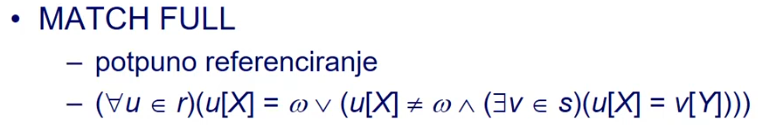 • MATCH FULL
– potpuno referenciranje
– (∀u ∈ r)(u[X] = ω ∨ (u[X] ≠ ω ∧ (∃v ∈ s)(u[X] = v[Y])))